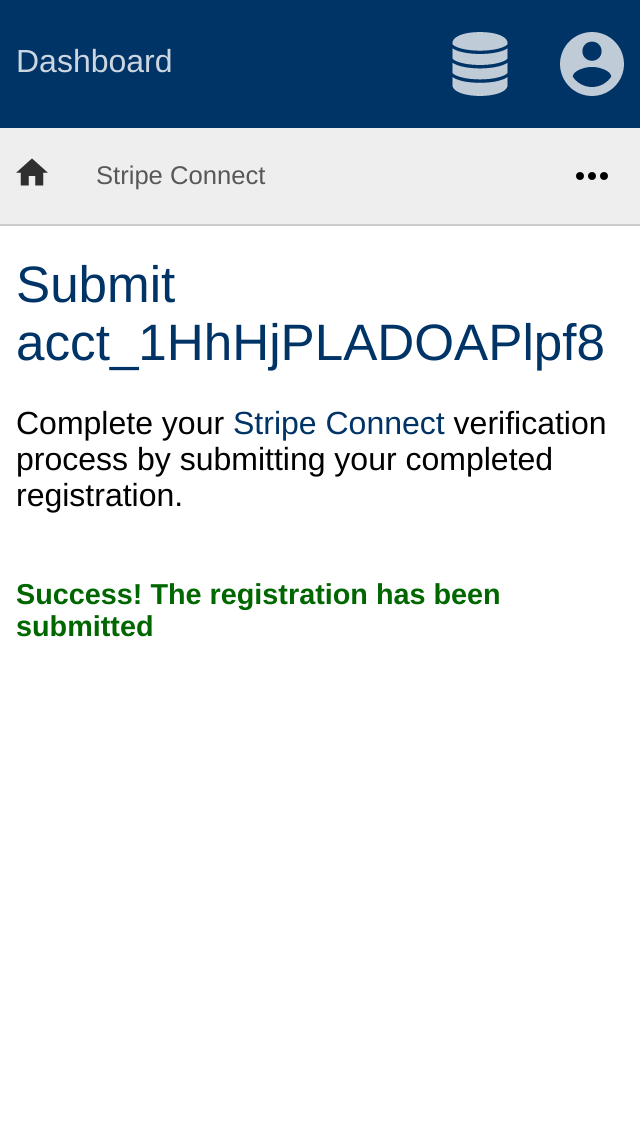 Dashboard
Stripe Connect
Submit
acct_1HhHjPLADOAPlpf8
Complete your Stripe Connect verification
process by submitting your completed
registration.
Success! The registration has been
submitted